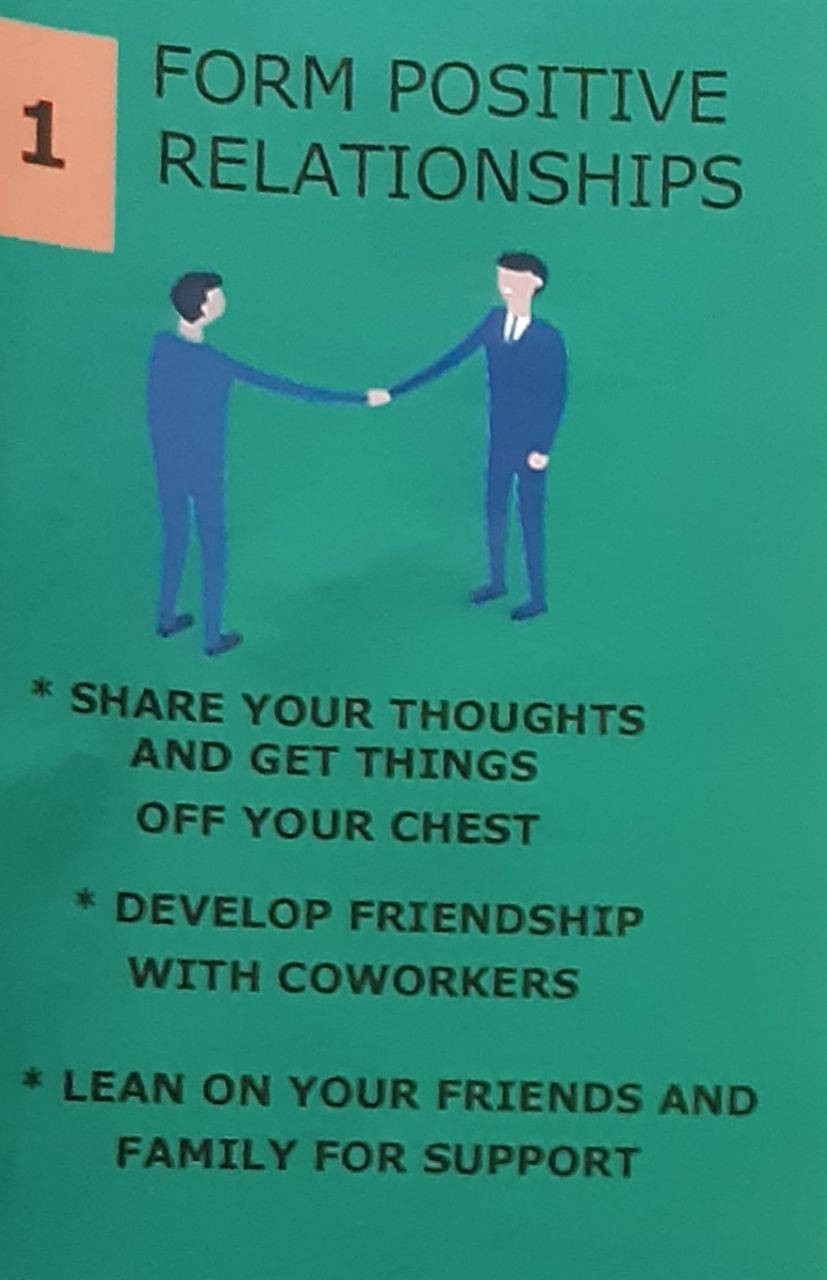 1
FORM POSITIVE
RELATIONSHIPS
* SHARE YOUR THOUGHTS
AND GET THINGS
OFF YOUR CHEST
* DEVELOP FRIENDSHIP
WITH COWORKERS
* LEAN ON YOUR FRIENDS AND
FAMILY FOR SUPPORT